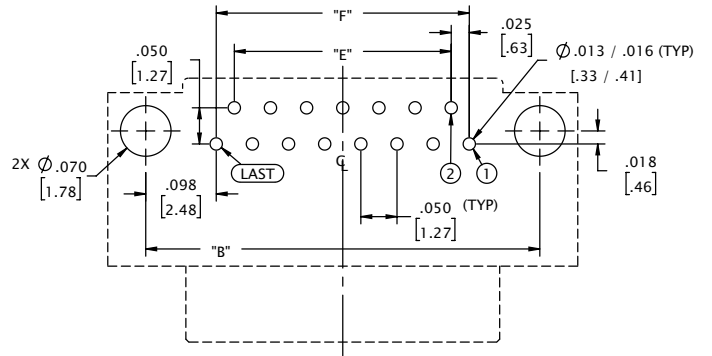 "F"
.025
[.63]
Ø.013 / .016 (TYP)
[.33 / .41]
.050
[1.27]
"E"
2X Ø.070
[1.78]
LAST
℄
2
1
.018
[.46]
.098
[2.48]
.050 (TYP)
[1.27]
"B"